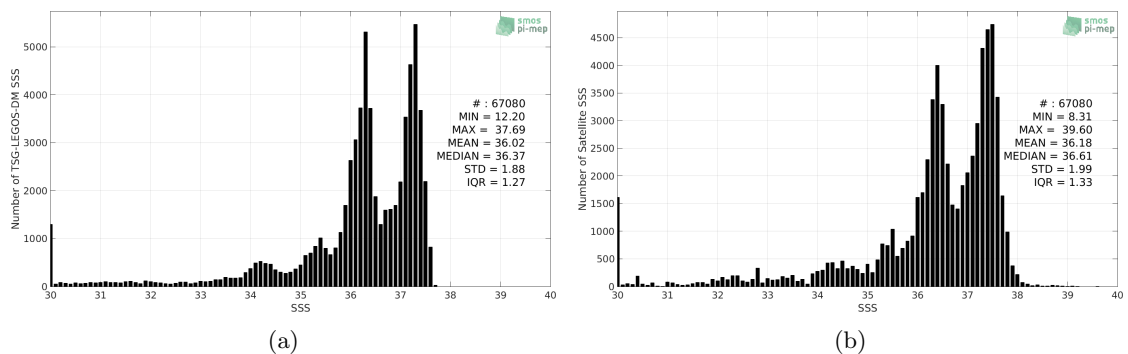 smos
pi-mep
Number of TSG-LEGOS-DM SSS
5000
4000
3000
2000
1000
0
# : 67080
MIN = 12.20
MAX = 37.69
MEAN = 36.02
MEDIAN = 36.37
STD = 1.88
IQR = 1.27
30 31 32 33 34 35 36 37 38 39 40
SSS
(a)
smos
pi-mep
Number of Satellite SSS
4500
4000
3500
3000
2500
2000
1500
1000
500
0
# : 67080
MIN = 8.31
MAX = 39.60
MEAN = 36.18
MEDIAN = 36.61
STD = 1.99
IQR = 1.33
30 31 32 33 34 35 36 37 38 39 40
SSS
(b)